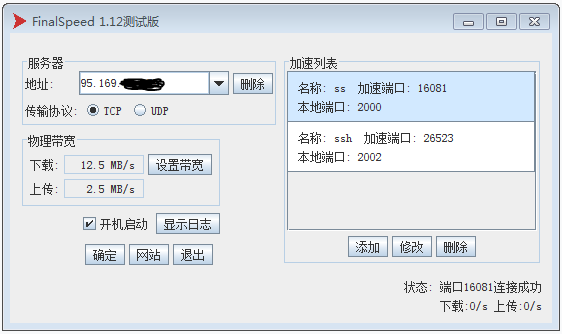 FinalSpeed 1.12测试版
服务器
地址: 95.169. 删除
传输协议: TCP UDP
物理带宽
下载: 12.5 MB/s 设置带宽
上传: 2.5 MB/s
开机启动 显示日志
确定 网站 退出
加速列表
名称: ss 加速端口: 16081
本地端口: 2000
名称: ssh 加速端口: 26523
本地端口: 2002
添加 修改 删除
状态: 端口16081连接成功
下载:0/s 上传:0/s